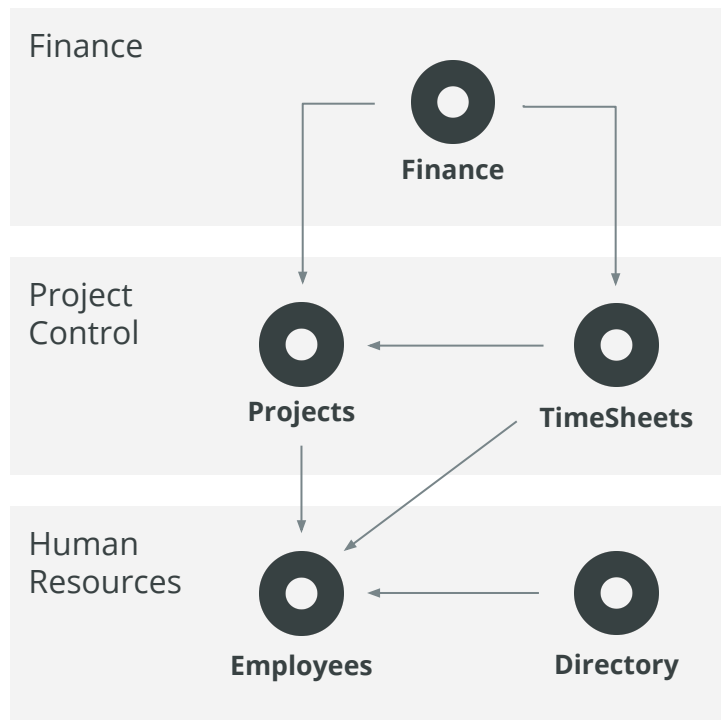 Finance
Finance
Project
Control
Projects
TimeSheets
Human
Resources
Employees
Directory